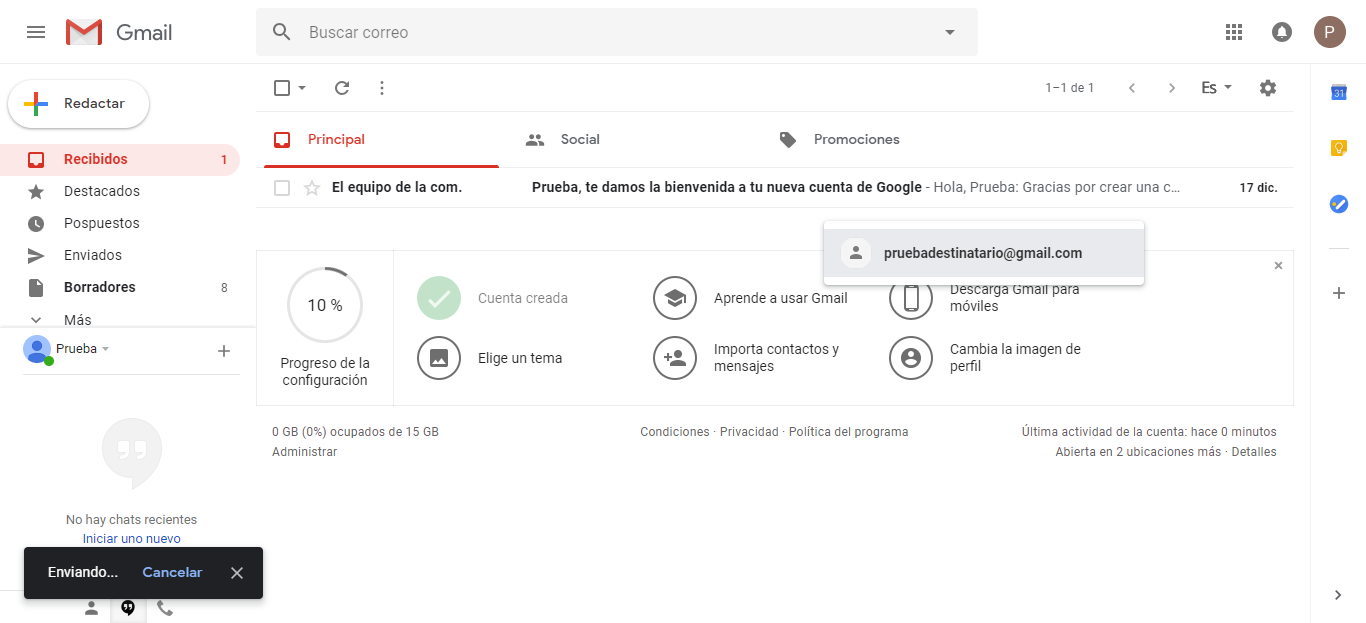 Gmail
Buscar correo
P
Redactar
1–1 de 1
Es
31
Recibidos 1
Destacados
Pospuestos
Enviados
Borradores 8
Más
Principal
Social
Promociones
El equipo de la com. Prueba, te damos la bienvenida a tu nueva cuenta de Google - Hola, Prueba: Gracias por crear una c… 17 dic.
pruebadestinatario@gmail.com
10 %
Progreso de la
configuración
Cuenta creada
Aprende a usar Gmail
Descarga Gmail para
móviles
Elige un tema
Importa contactos y
mensajes
Cambia la imagen de
perfil
Prueba
0 GB (0%) ocupados de 15 GB
Administrar
Condiciones · Privacidad · Política del programa
Última actividad de la cuenta: hace 0 minutos
Abierta en 2 ubicaciones más · Detalles
No hay chats recientes
Iniciar uno nuevo
Enviando... Cancelar